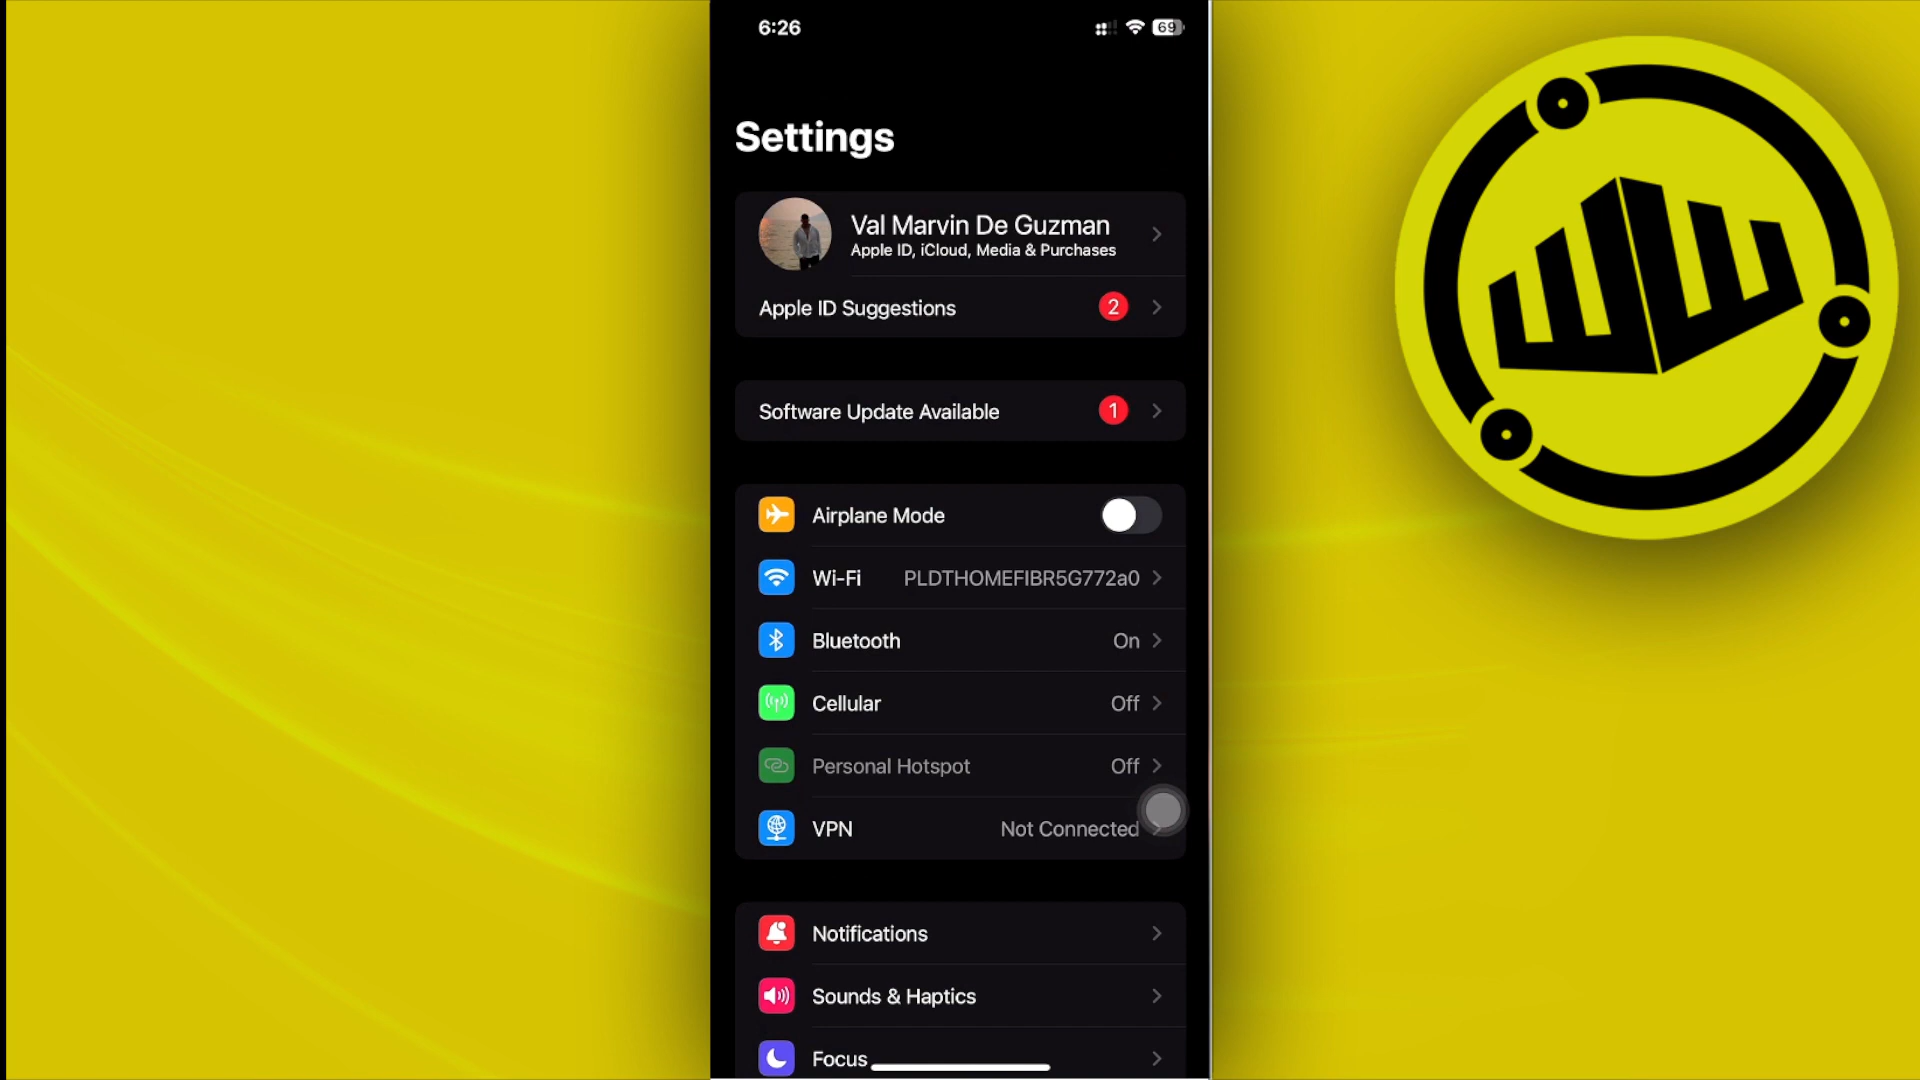 6:26
69
Settings
Val Marvin De Guzman
Apple ID, iCloud, Media & Purchases
Apple ID Suggestions 2
Software Update Available 1
Airplane Mode
Wi-Fi PLDTHOMEFIBR5G772a0
Bluetooth On
Cellular Off
Personal Hotspot Off
VPN Not Connected
Notifications
Sounds & Haptics
Focus